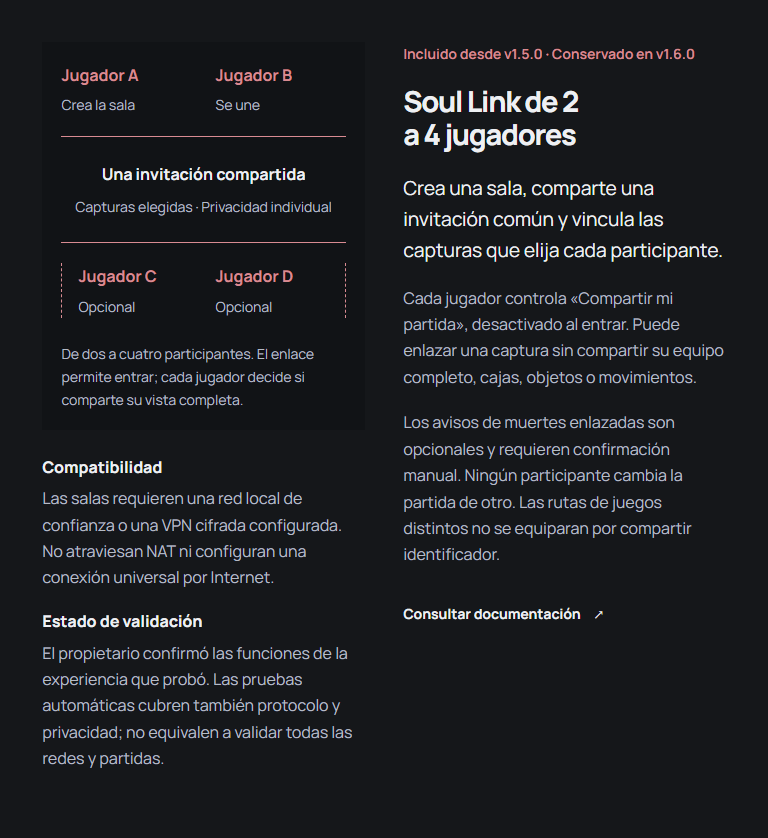 Jugador A
Crea la sala
Jugador B
Se une
Una invitación compartida
Capturas elegidas · Privacidad individual
Jugador C
Opcional
Jugador D
Opcional
De dos a cuatro participantes. El enlace
permite entrar; cada jugador decide si
comparte su vista completa.
Compatibilidad
Las salas requieren una red local de
confianza o una VPN cifrada configurada.
No atraviesan NAT ni configuran una
conexión universal por Internet.
Estado de validación
El propietario confirmó las funciones de la
experiencia que probó. Las pruebas
automáticas cubren también protocolo y
privacidad; no equivalen a validar todas las
redes y partidas.
Incluido desde v1.5.0 · Conservado en v1.6.0
Soul Link de 2
a 4 jugadores
Crea una sala, comparte una
invitación común y vincula las
capturas que elija cada participante.
Cada jugador controla «Compartir mi
partida», desactivado al entrar. Puede
enlazar una captura sin compartir su equipo
completo, cajas, objetos o movimientos.
Los avisos de muertes enlazadas son
opcionales y requieren confirmación
manual. Ningún participante cambia la
partida de otro. Las rutas de juegos
distintos no se equiparan por compartir
identificador.
Consultar documentación ↗